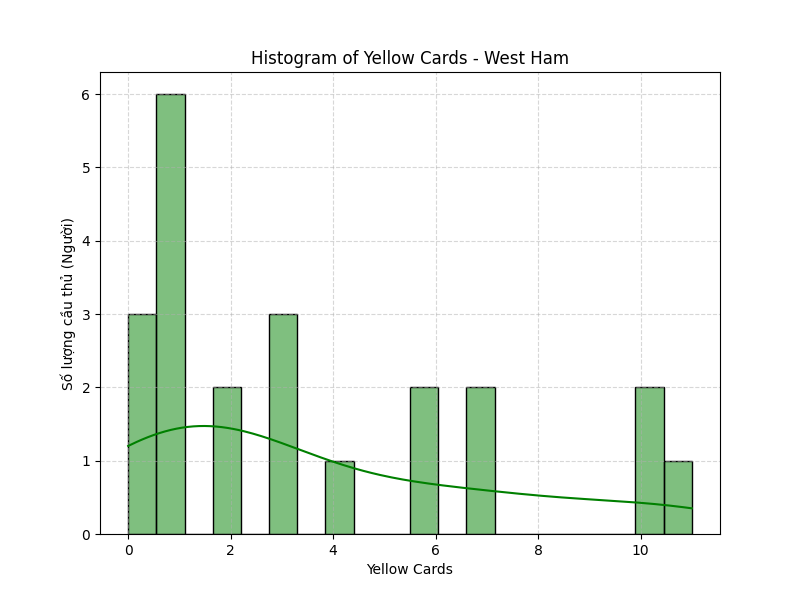 Histogram of Yellow Cards - West Ham
Số lượng cầu thủ (Người)
6
5
4
3
2
1
0
0 2 4 6 8 10
Yellow Cards